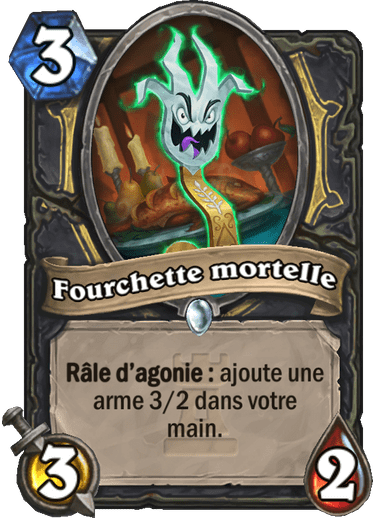 3
Fourchette mortelle
Râle d'agonie : ajoute une
arme 3/2 dans votre
main.
3
2